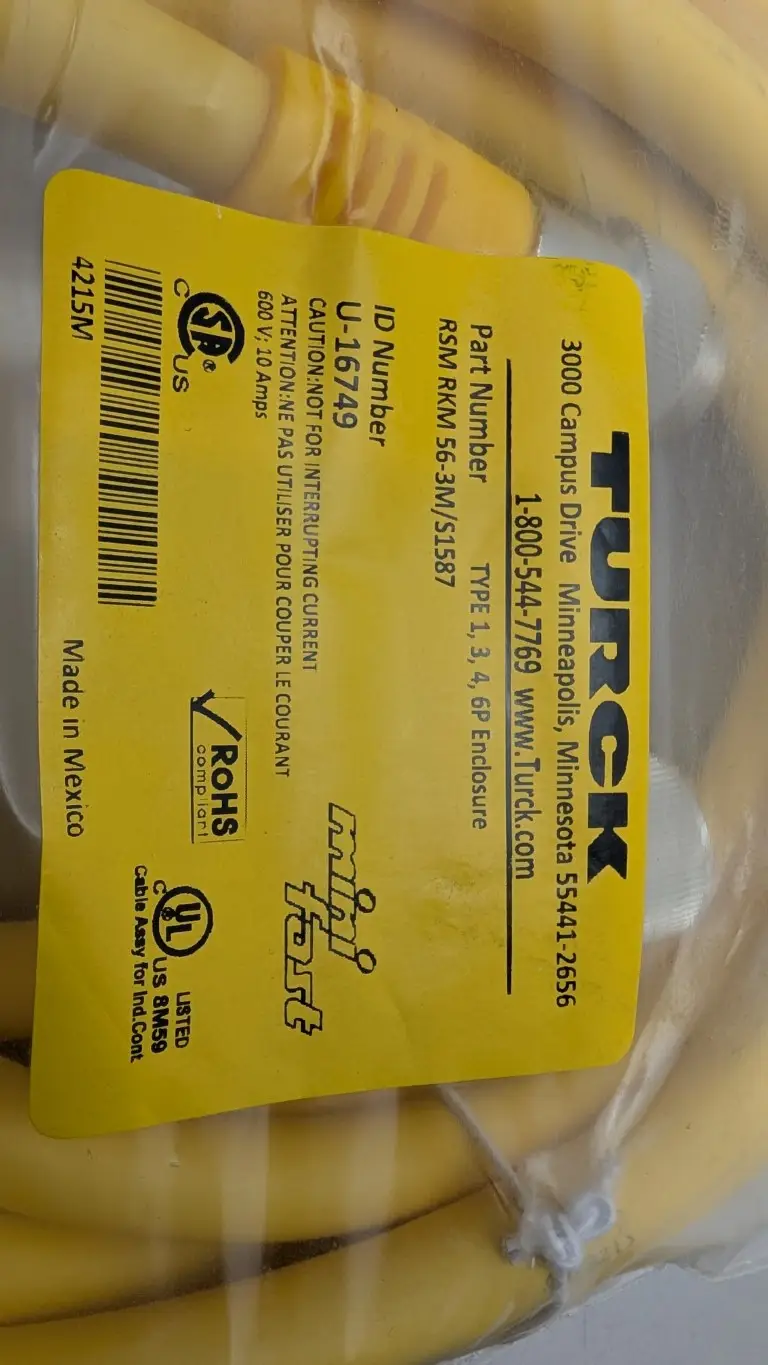 TURCK
3000 Campus Drive Minneapolis, Minnesota 55441-2656
1-800-544-7769 www.Turck.com
Part Number TYPE 1, 3, 4, 6P Enclosure
RSM RKM 56-3M/S1587
ID Number
U-16749
CAUTION:NOT FOR INTERRUPTING CURRENT
ATTENTION:NE PAS UTILISER POUR COUPER LE COURANT
600 V; 10 Amps
mini
fast
SA®
C US
RoHS
compliant
UL® LISTED
C US 8M59
Cable Assy for Ind.Cont.
4215M
Made in Mexico